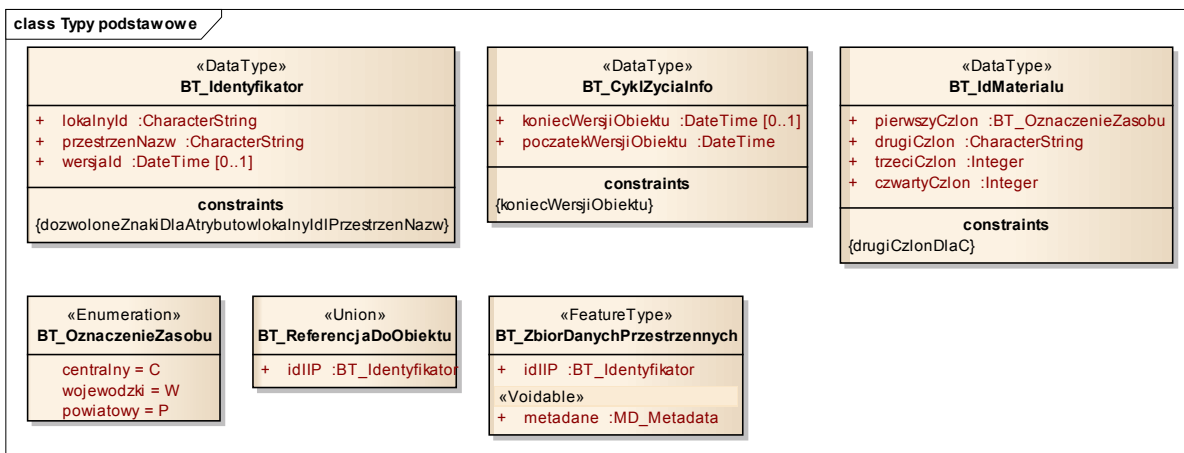 class Typy podstawowe
«DataType»
BT_Identyfikator
+ lokalnyId :CharacterString
+ przestrzenNazw :CharacterString
+ wersjaId :DateTime [0..1]
constraints
{dozwoloneZnakiDlaAtrybutowlokalnyIdIPrzestrzenNazw}
«DataType»
BT_CyklZyciaInfo
+ koniecWersjiObiektu :DateTime [0..1]
+ poczatekWersjiObiektu :DateTime
constraints
{koniecWersjiObiektu}
«DataType»
BT_IdMaterialu
+ pierwszyCzlon :BT_OznaczenieZasobu
+ drugiCzlon :CharacterString
+ trzeciCzlon :Integer
+ czwartyCzlon :Integer
constraints
{drugiCzlonDlaC}
«Enumeration»
BT_OznaczenieZasobu
centralny = C
wojewodzki = W
powiatowy = P
«Union»
BT_ReferencjaDoObiektu
+ idIIP :BT_Identyfikator
«FeatureType»
BT_ZbiorDanychPrzestrzennych
+ idIIP :BT_Identyfikator
«Voidable»
+ metadane :MD_Metadata